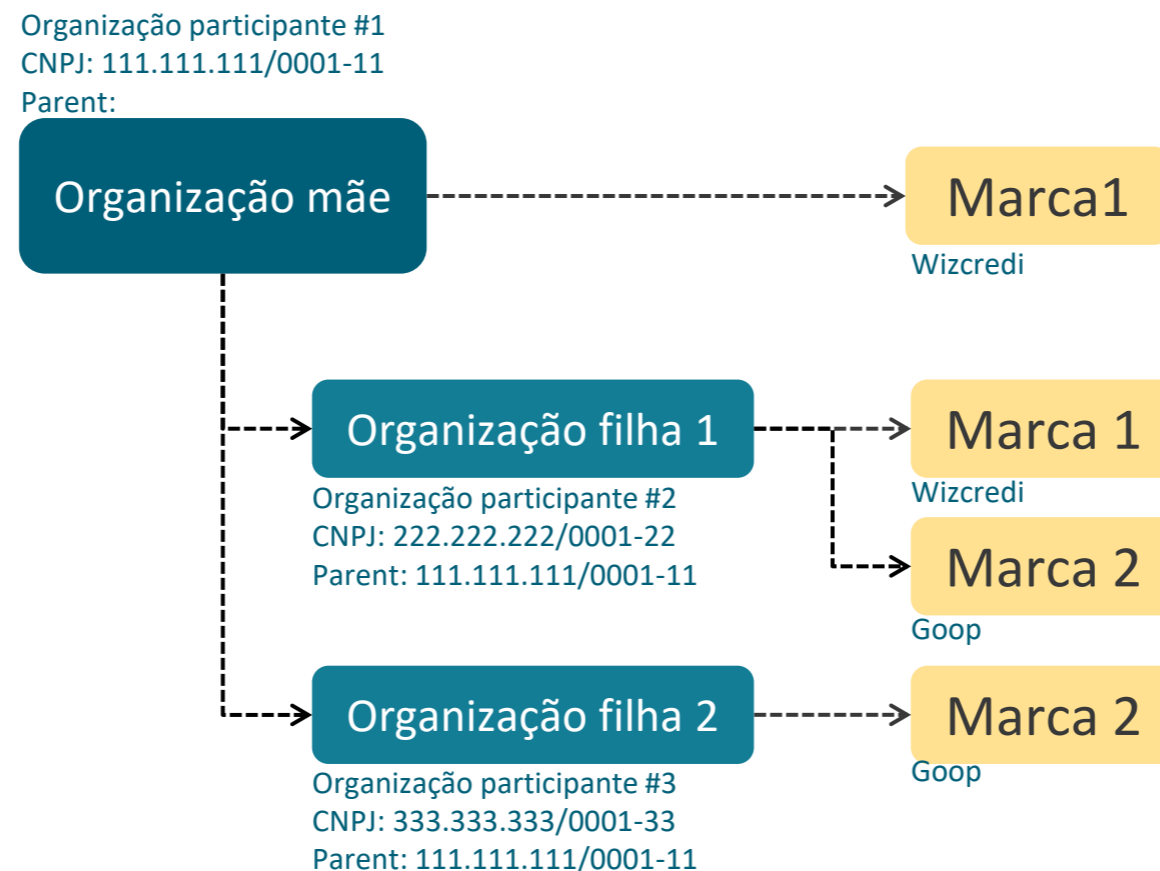 Organização participante #1
CNPJ: 111.111.111/0001-11
Parent:
Organização mãe
Marca1
Wizcredi
Organização filha 1
Organização participante #2
CNPJ: 222.222.222/0001-22
Parent: 111.111.111/0001-11
Marca 1
Wizcredi
Marca 2
Goop
Organização filha 2
Organização participante #3
CNPJ: 333.333.333/0001-33
Parent: 111.111.111/0001-11
Marca 2
Goop